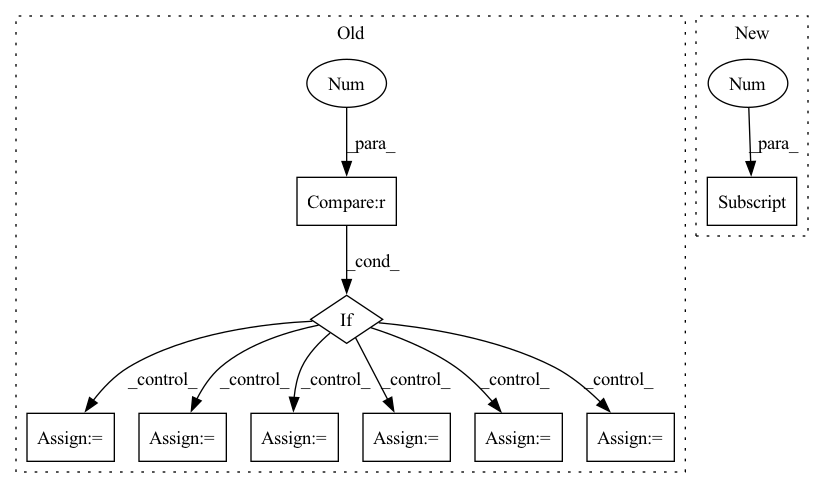 Old
New
Num
Num
_para_
_para_
Compare:r
Subscript
_cond_
If
_control_
_control_
_control_
_control_
_control_
_control_
Assign:=
Assign:=
Assign:=
Assign:=
Assign:=
Assign:=